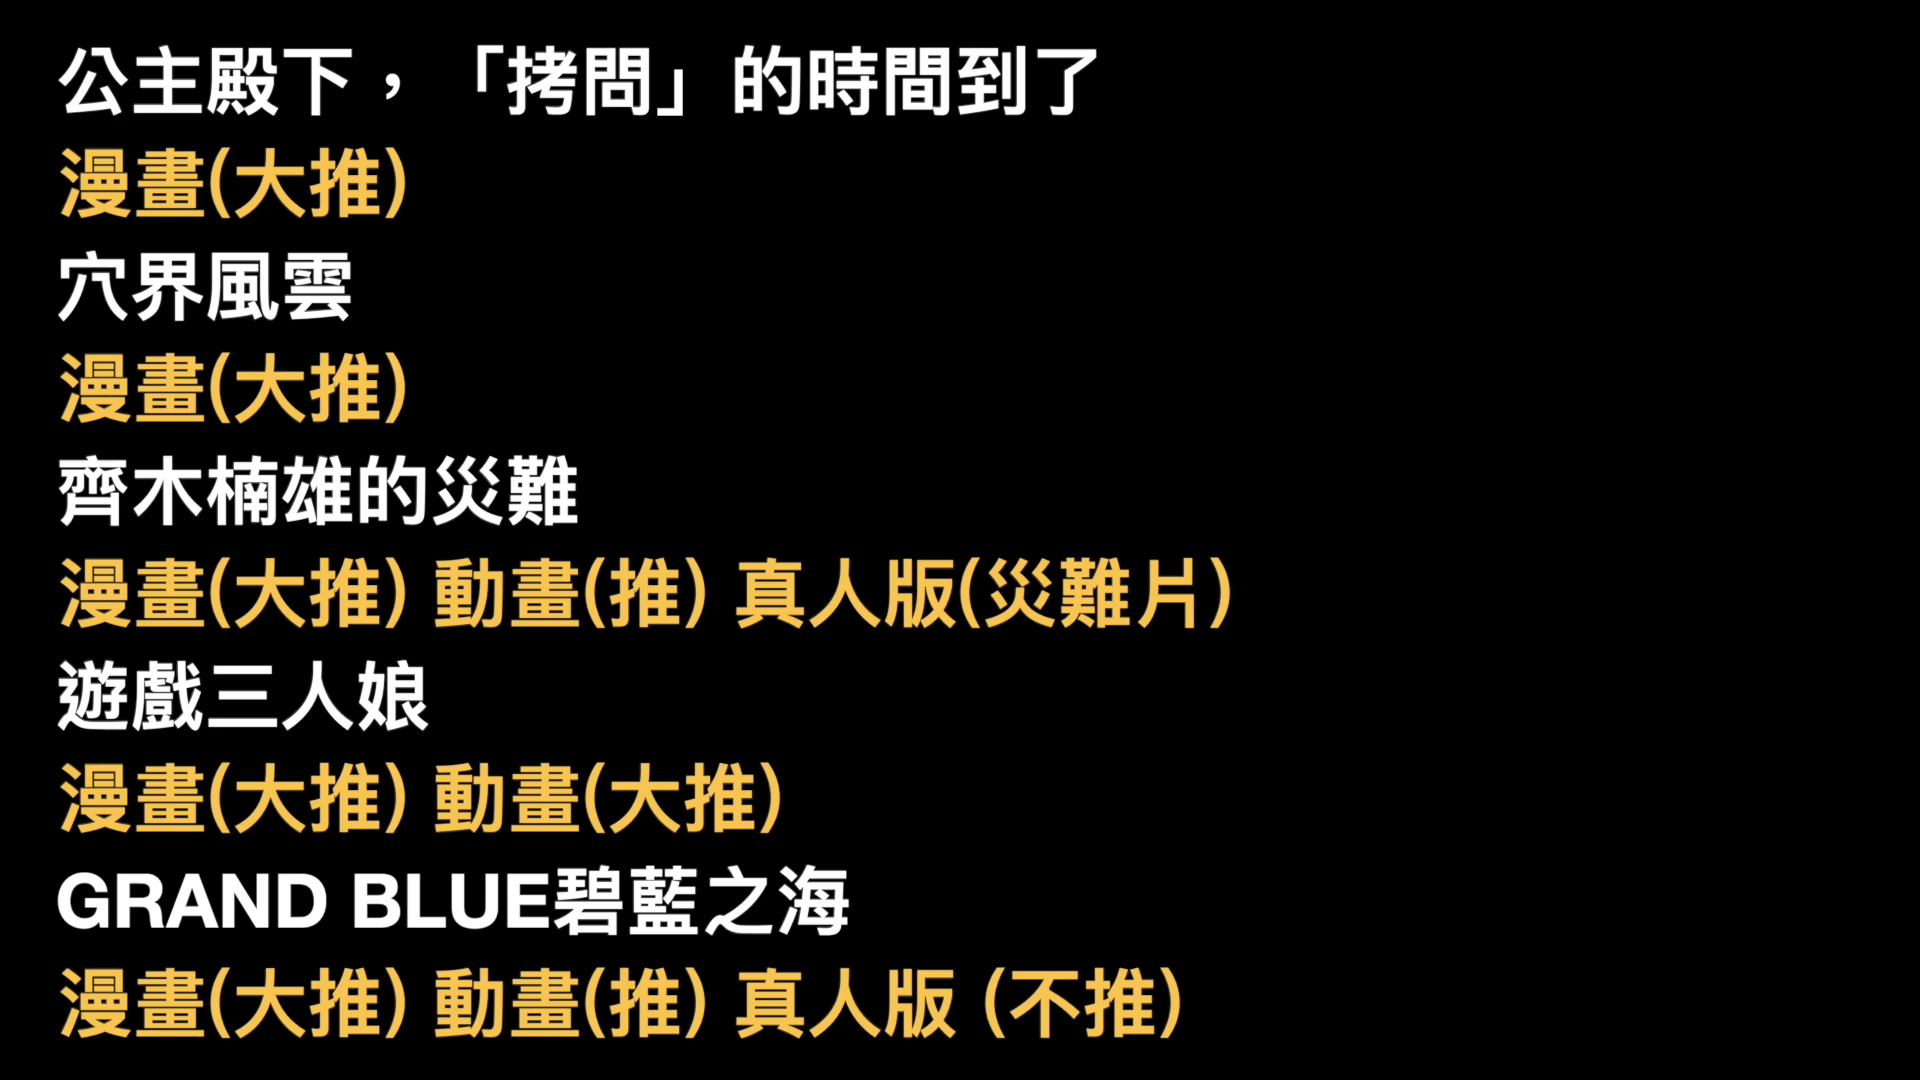 公主殿下，「拷問」的時間到了
漫畫(大推)
穴界風雲
漫畫(大推)
齊木楠雄的災難
漫畫(大推) 動畫(推) 真人版(災難片)
遊戲三人娘
漫畫(大推) 動畫(大推)
GRAND BLUE碧藍之海
漫畫(大推) 動畫(推) 真人版 (不推)